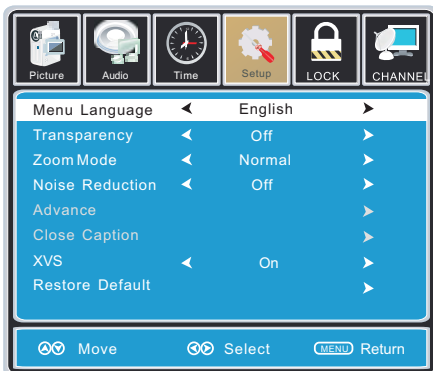 Picture Audio Time Setup LOCK CHANNEL
Menu Language English
Transparency Off
Zoom Mode Normal
Noise Reduction Off
Advance
Close Caption
XVS On
Restore Default
Move Select MENU Return